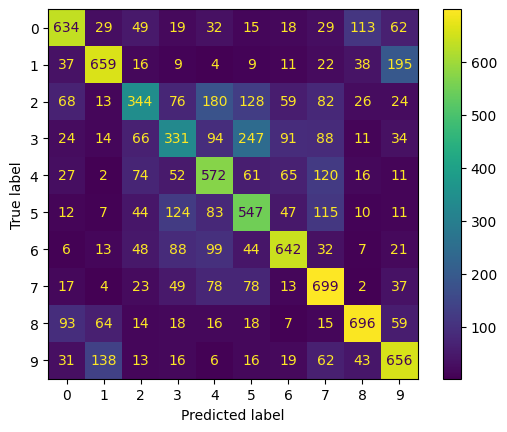 0 634 29 49 19 32 15 18 29 113 62
1 37 659 16 9 4 9 11 22 38 195
2 68 13 344 76 180 128 59 82 26 24
3 24 14 66 331 94 247 91 88 11 34
4 27 2 74 52 572 61 65 120 16 11
5 12 7 44 124 83 547 47 115 10 11
6 6 13 48 88 99 44 642 32 7 21
7 17 4 23 49 78 78 13 699 2 37
8 93 64 14 18 16 18 7 15 696 59
9 31 138 13 16 6 16 19 62 43 656
0 1 2 3 4 5 6 7 8 9
Predicted label
True label
600
500
400
300
200
100